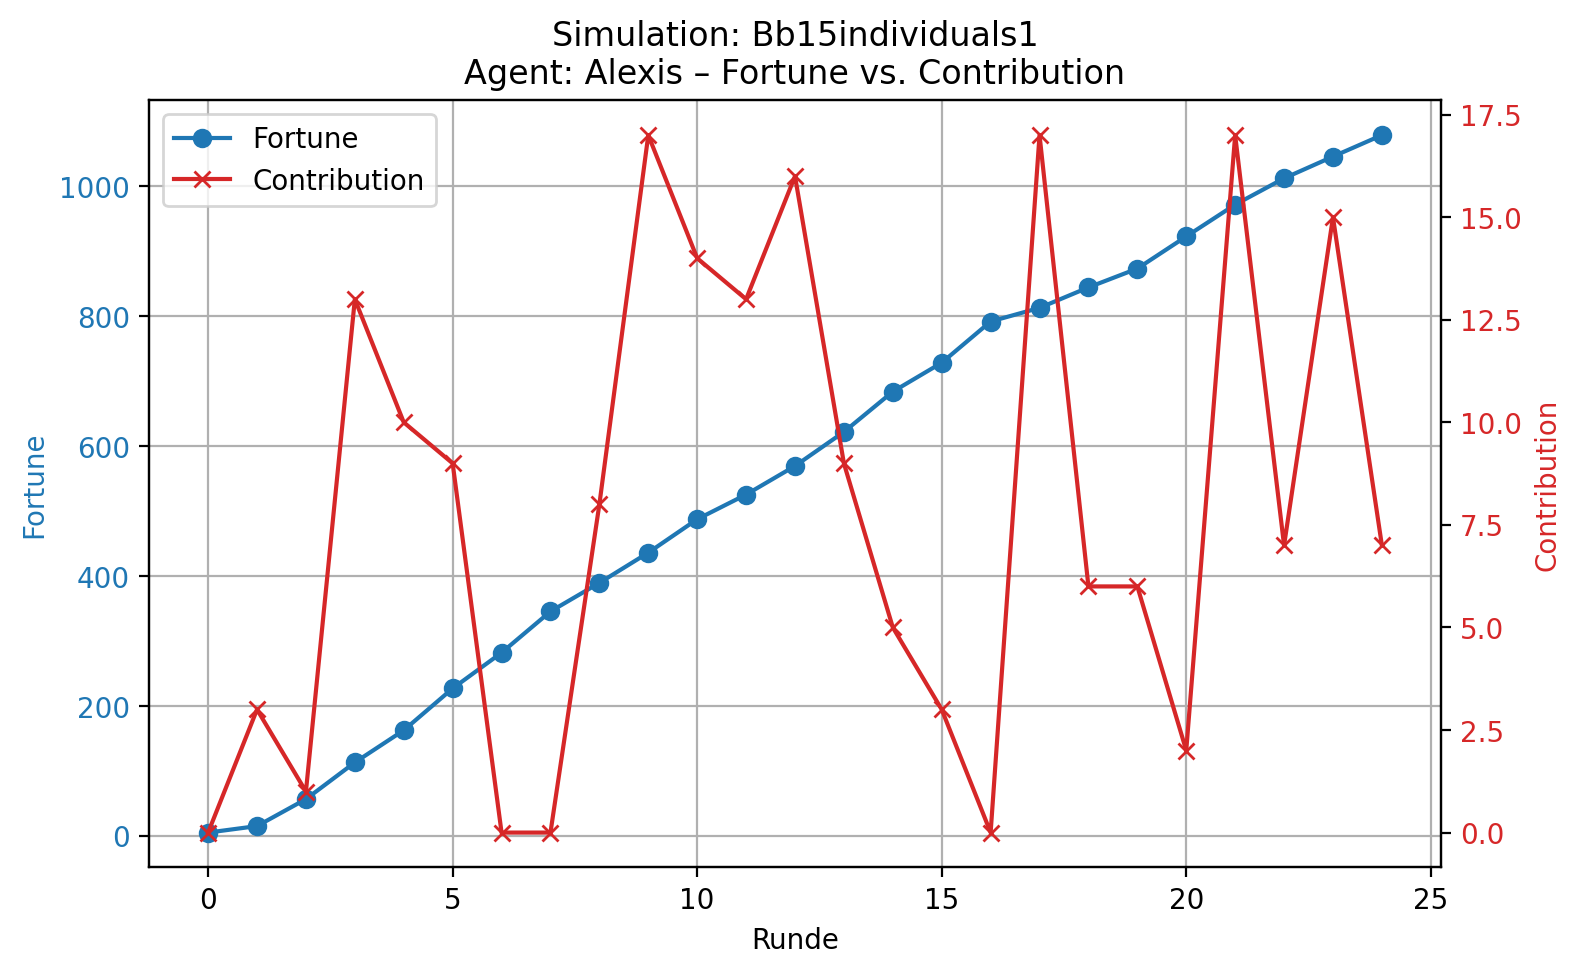 Simulation: Bb15individuals1
Agent: Alexis – Fortune vs. Contribution
Fortune
Contribution
1000
800
600
400
200
0
Fortune
17.5
15.0
12.5
10.0
7.5
5.0
2.5
0.0
Contribution
0 5 10 15 20 25
Runde